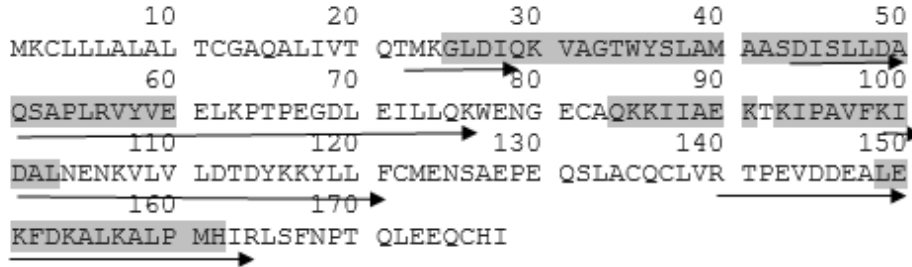 10 20 30 40 50
MKCLLLALAL TCGAQALIVT QTMKGLDIQK VAGTWYSLAM AASDISLLDA
60 70 80 90 100
QSAPLRVYVE ELKPTPEGDL EILLQKWENG ECAQKKIIAE KTKIPAVFKI
110 120 130 140 150
DALNENKVLV LDTDYKKYLL FCMENSAEPE QSLACQCLVR TPEVDDEALE
160 170
KFDKALKALP MHIRLSFNPT QLEEQCHI